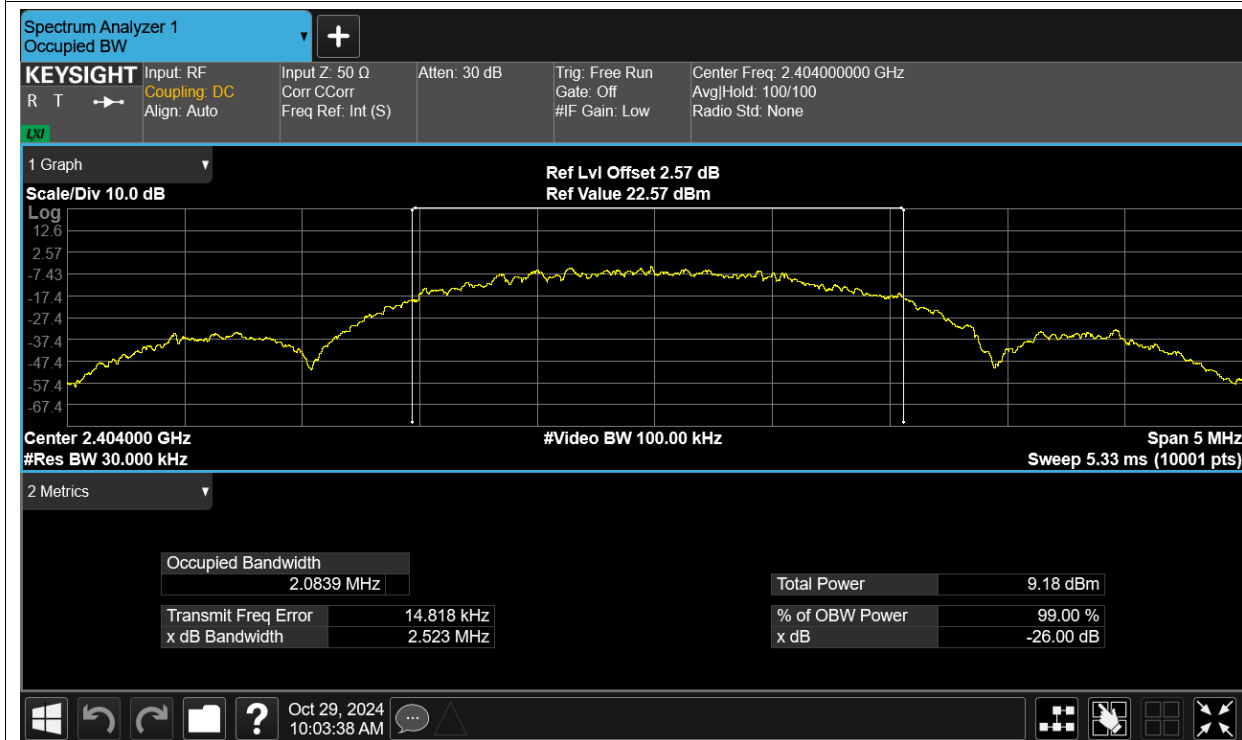 Spectrum Analyzer 1
Occupied BW
KEYSIGHT
R T
LXI
Input: RF
Coupling: DC
Align: Auto
Input Z: 50 Ω
Corr CCorr
Freq Ref: Int (S)
Atten: 30 dB
Trig: Free Run
Gate: Off
#IF Gain: Low
Center Freq: 2.404000000 GHz
Avg|Hold: 100/100
Radio Std: None
1 Graph
Ref Lvl Offset 2.57 dB
Scale/Div 10.0 dB
Ref Value 22.57 dBm
Log
12.6
2.57
-7.43
-17.4
-27.4
-37.4
-47.4
-57.4
-67.4
Center 2.404000 GHz
#Video BW 100.00 kHz
Span 5 MHz
#Res BW 30.000 kHz
Sweep 5.33 ms (10001 pts)
2 Metrics
Occupied Bandwidth
2.0839 MHz
Total Power 9.18 dBm
Transmit Freq Error 14.818 kHz
% of OBW Power 99.00 %
x dB Bandwidth 2.523 MHz
x dB -26.00 dB
?
Oct 29, 2024
10:03:38 AM